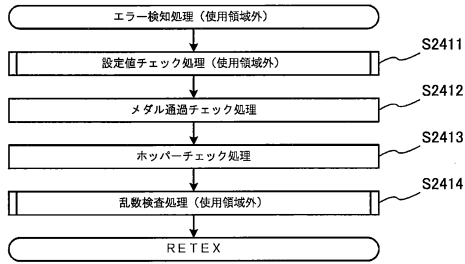 エラー検知処理（使用領域外）
設定値チェック処理（使用領域外）
S2411
メダル通過チェック処理
S2412
ホッパーチェック処理
S2413
乱数検査処理（使用領域外）
S2414
RETEX